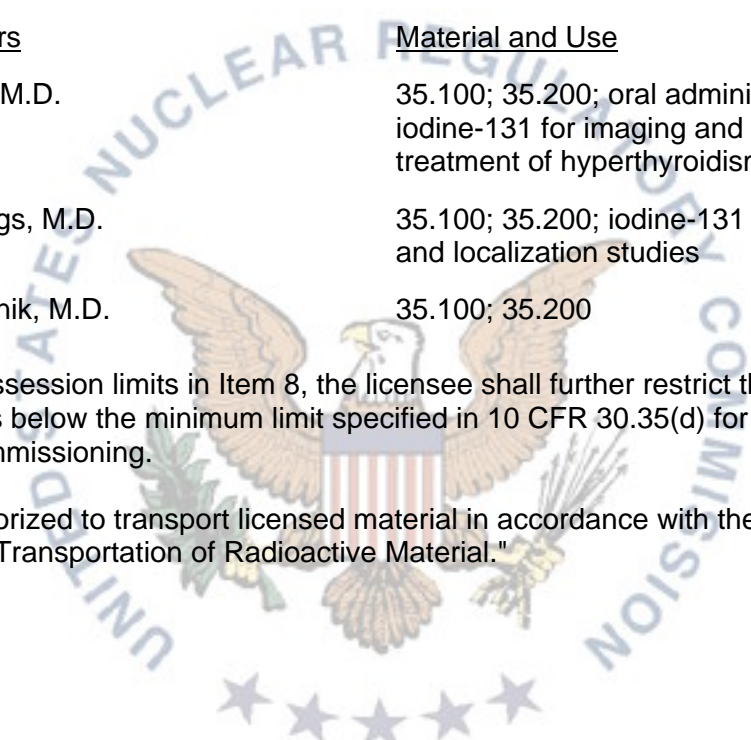 rs Material and Use
M.D. 35.100; 35.200; oral admini
iodine-131 for imaging and
treatment of hyperthyroidism
gs, M.D. 35.100; 35.200; iodine-131
and localization studies
nik, M.D. 35.100; 35.200
ssession limits in Item 8, the licensee shall further restrict th
s below the minimum limit specified in 10 CFR 30.35(d) for
mmissioning.
orized to transport licensed material in accordance with the
Transportation of Radioactive Material."
UNITED STATES NUCLEAR REGULATORY COMMISSION